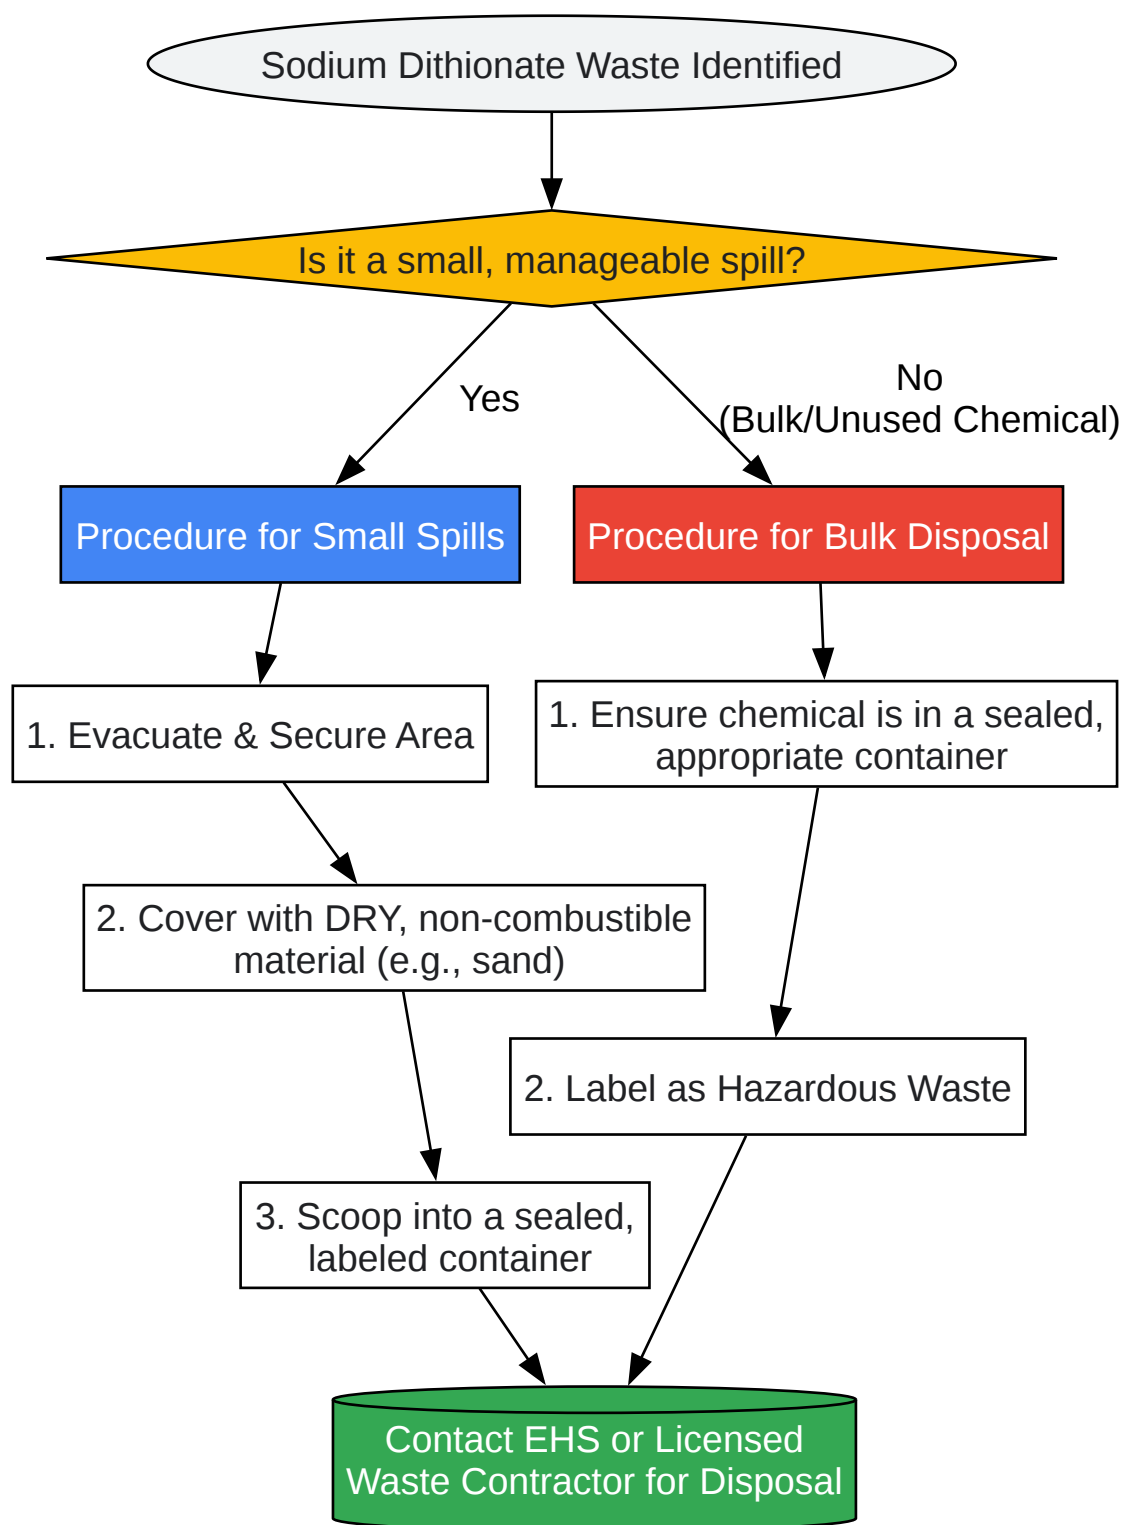 Sodium Dithionate Waste Identified
Is it a small, manageable spill?
Yes
No
(Bulk/Unused Chemical)
Procedure for Small Spills
Procedure for Bulk Disposal
1. Evacuate & Secure Area
1. Ensure chemical is in a sealed,
appropriate container
2. Cover with DRY, non-combustible
material (e.g., sand)
2. Label as Hazardous Waste
3. Scoop into a sealed,
labeled container
Contact EHS or Licensed
Waste Contractor for Disposal